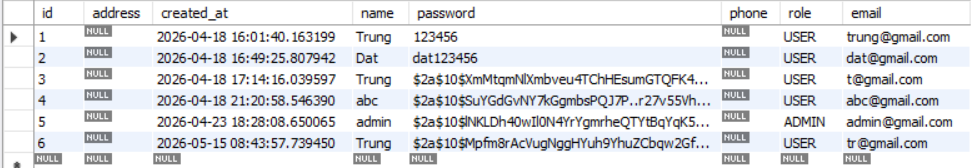 id address created_at name password phone role email
1 NULL 2026-04-18 16:01:40.163199 Trung 123456 NULL USER trung@gmail.com
2 NULL 2026-04-18 16:49:25.807942 Dat dat123456 NULL USER dat@gmail.com
3 NULL 2026-04-18 17:14:16.039597 Trung $2a$10$XmMtqmNlXmbveu4TChHEsumGTQFK4... NULL USER t@gmail.com
4 NULL 2026-04-18 21:20:58.546390 abc $2a$10$SuYGdGvNY7kGgmbsPQJ7P..r27v55Vh... NULL USER abc@gmail.com
5 NULL 2026-04-23 18:28:08.650065 admin $2a$10$lNKLDh40wIl0N4YrYgmrheQTYtBqYqK5... NULL ADMIN admin@gmail.com
6 NULL 2026-05-15 08:43:57.739450 Trung $2a$10$Mpfm8rAcVugNggHYuh9YhuZCbqw2Gf... NULL USER tr@gmail.com
NULL NULL NULL NULL NULL NULL NULL NULL